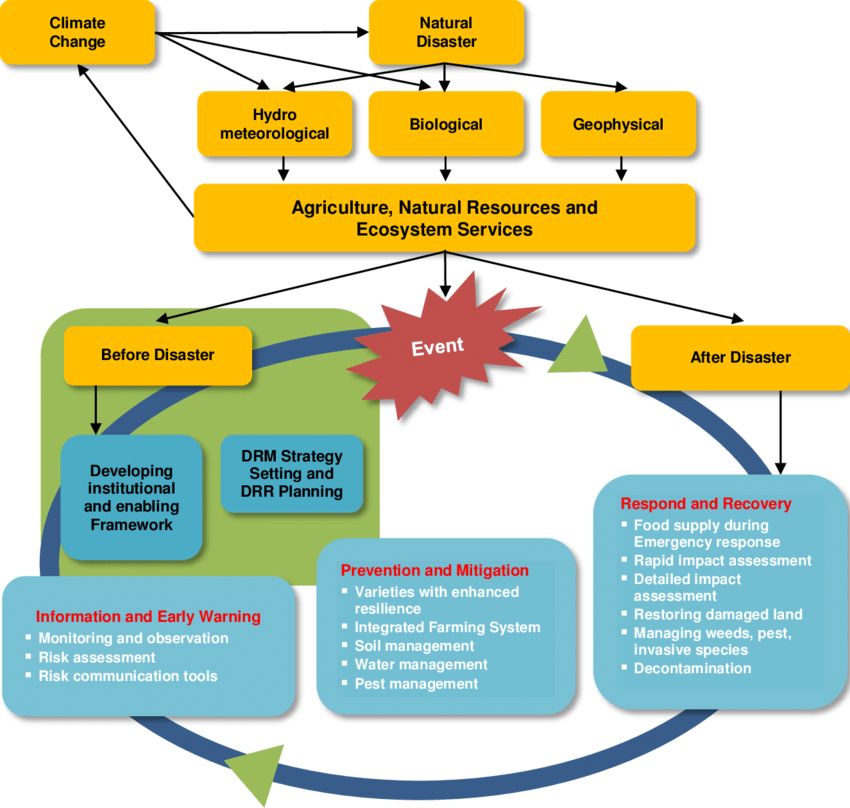 Climate
Change
Natural
Disaster
Hydro
meteorological
Biological
Geophysical
Agriculture, Natural Resources and
Ecosystem Services
Event
Before Disaster
After Disaster
Developing
institutional
and enabling
Framework
DRM Strategy
Setting and
DRR Planning
Information and Early Warning
▪ Monitoring and observation
▪ Risk assessment
▪ Risk communication tools
Prevention and Mitigation
▪ Varieties with enhanced
resilience
▪ Integrated Farming System
▪ Soil management
▪ Water management
▪ Pest management
Respond and Recovery
▪ Food supply during
Emergency response
▪ Rapid impact assessment
▪ Detailed impact
assessment
▪ Restoring damaged land
▪ Managing weeds, pest,
invasive species
▪ Decontamination